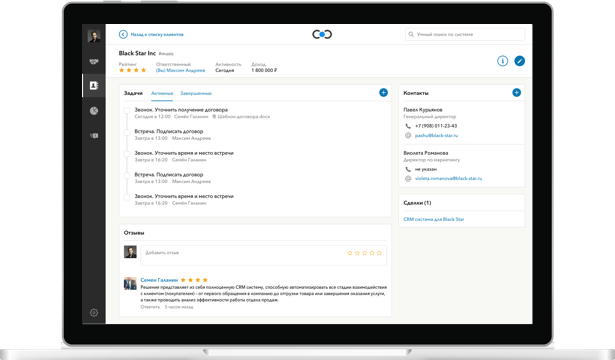 Назад к списку клиентов
Умный поиск по системе
Black Star Inc #music
Рейтинг Ответственный Активность Доход
(Вы) Максим Андреев Сегодня 1 800 000 ₽
Задачи Активные Завершенные
Звонок. Уточнить получение договора
Сегодня в 12:00 Семён Галанин Шаблон договора.docx
Встреча. Подписать договор
Завтра в 13:00 Максим Андреев
Звонок. Уточнить время и место встречи
Завтра в 16:20 Семён Галанин
Встреча. Подписать договор
Завтра в 13:00 Максим Андреев
Звонок. Уточнить время и место встречи
Завтра в 16:20 Семён Галанин
Контакты
Павел Курьянов
Генеральный директор
+7 (908) 011-23-43
pashu@black-star.ru
Виолета Романова
Директор по маркетингу
не указан
violeta.romanova@black-star.ru
Сделки (1)
CRM система для Black Star
Отзывы
Добавить отзыв
Семен Галанин
Решение представляет из себя полноценную CRM систему, способную автоматизировать все стадии взаимодействия
с клиентом (покупателем) - от первого обращения в компанию до отгрузки товара или завершения оказания услуги,
а также проводить анализ эффективности работы отдела продаж.
Ответить 5 часов назад